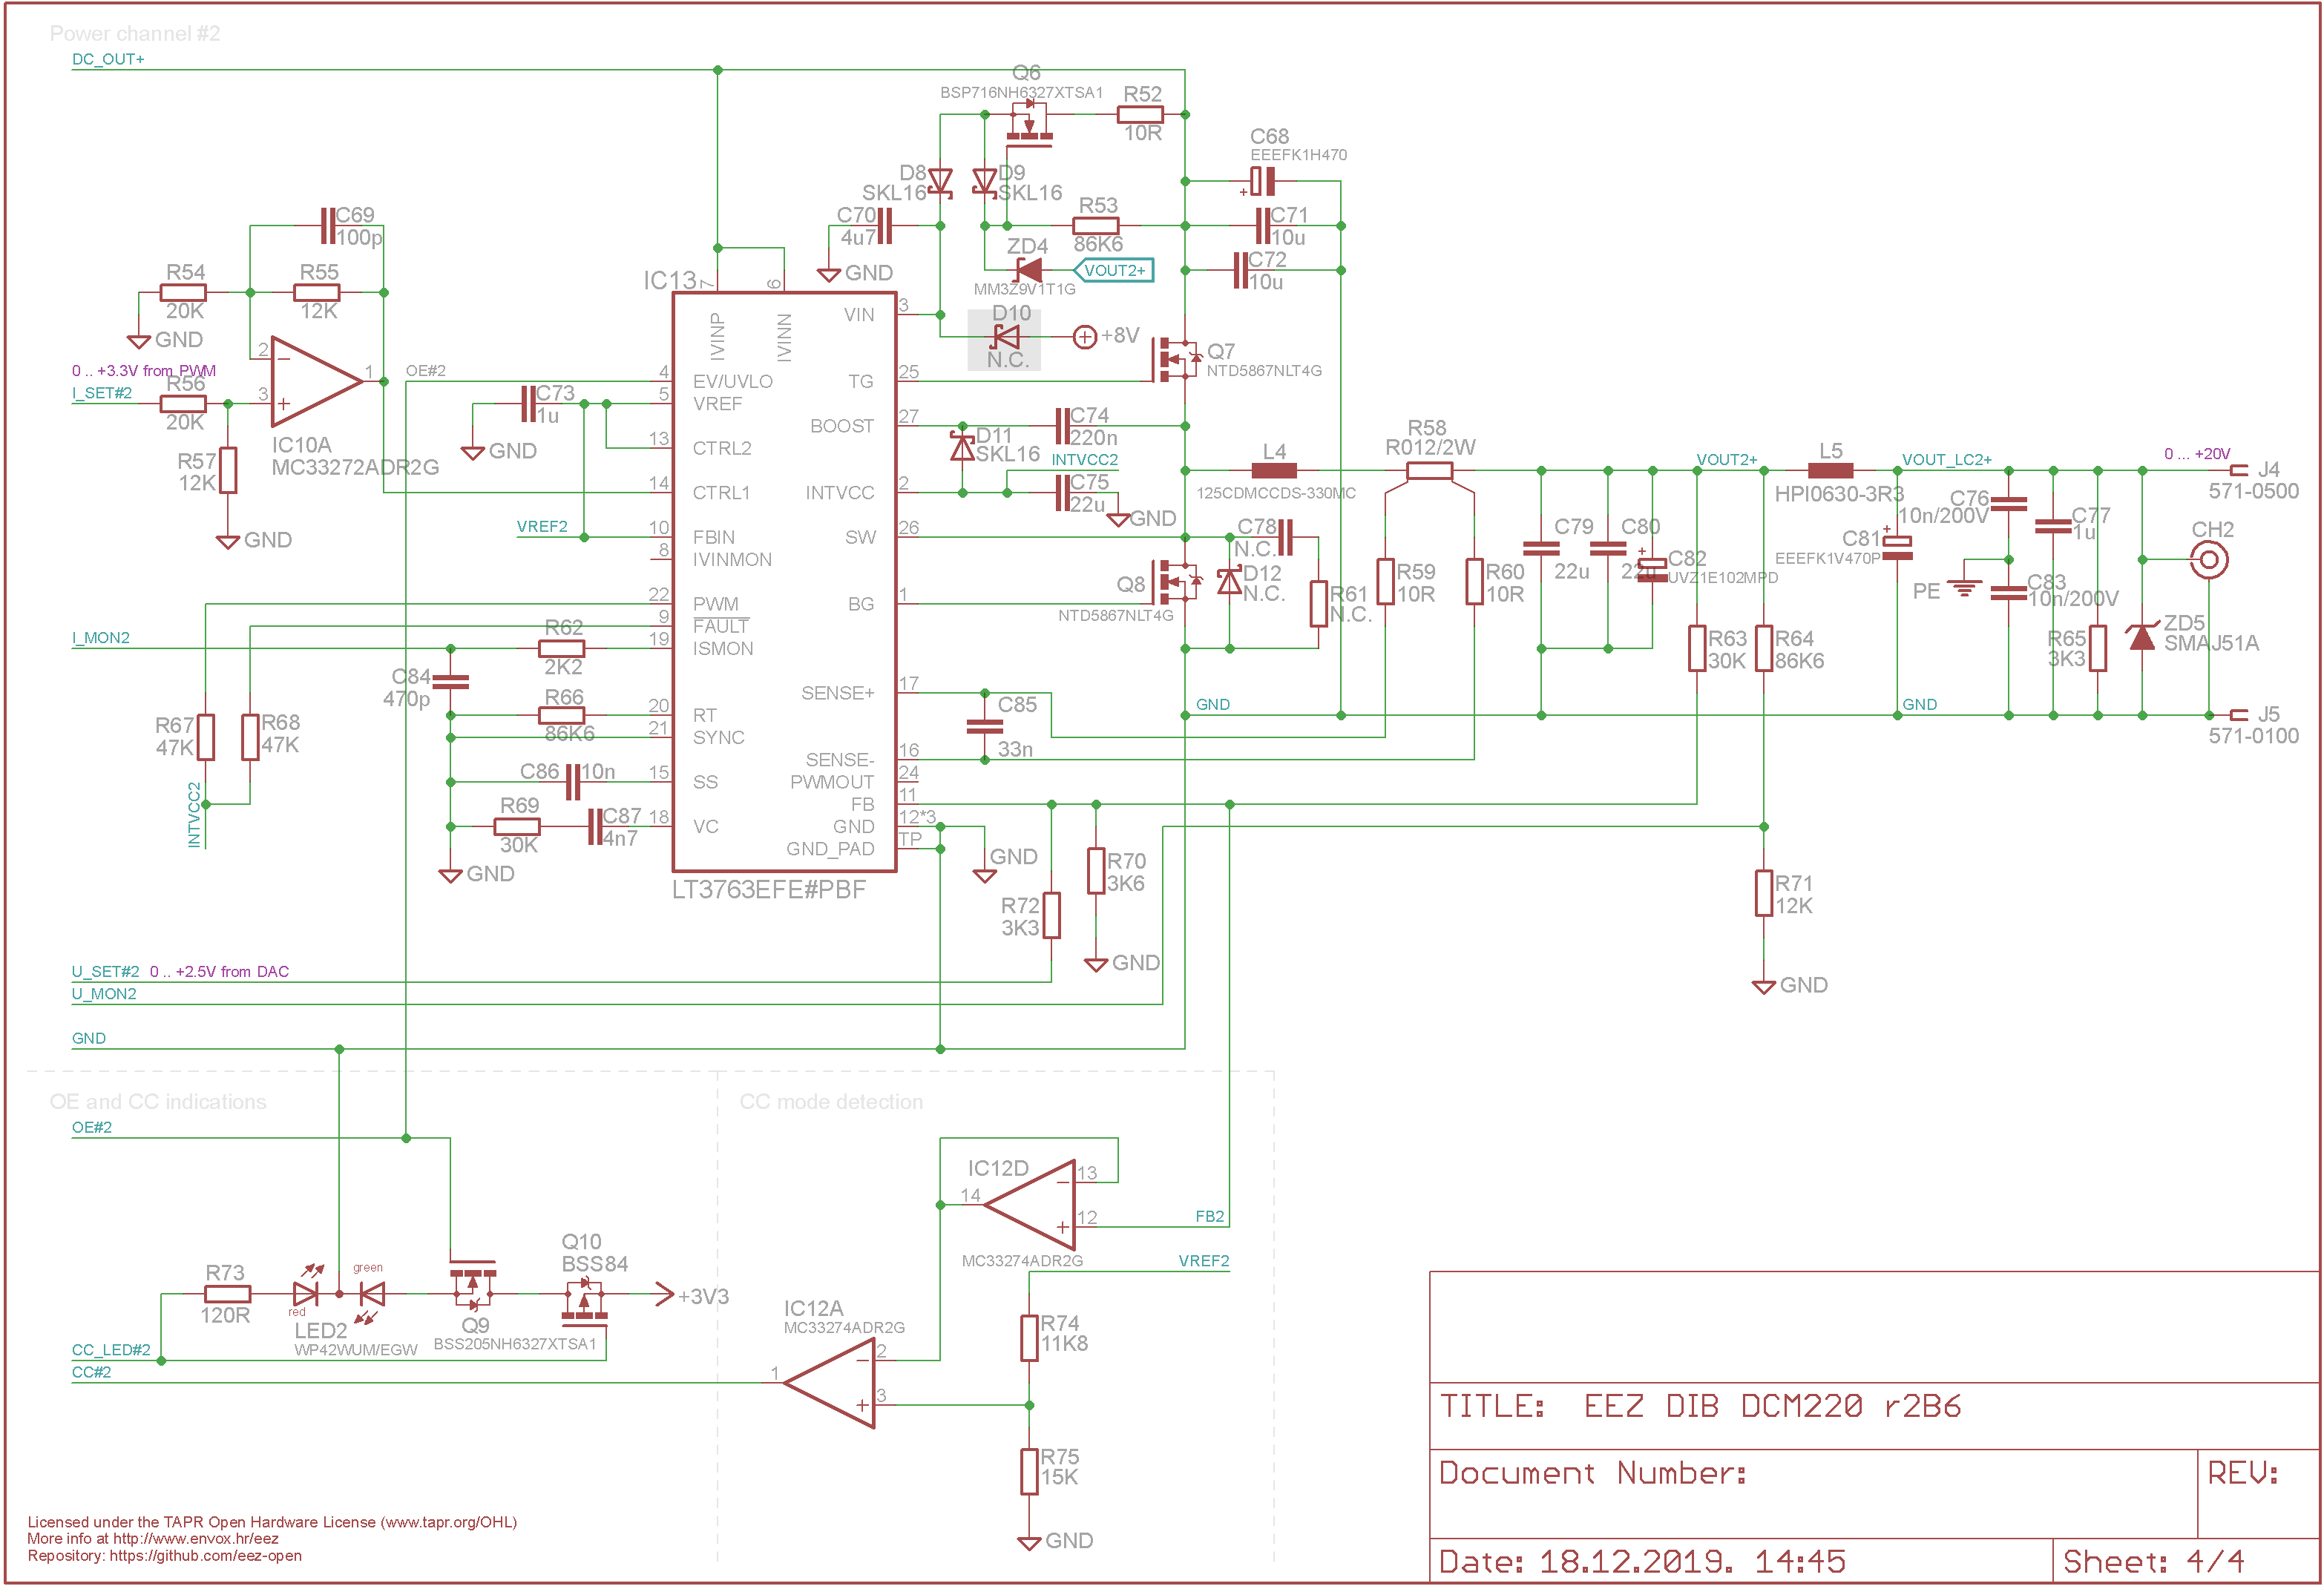 Power channel #2
DC_OUT+
Q6
BSP716NH6327XTSA1
R52
10R
C68
EEEFK1H470
+
D8
SKL16
D9
SKL16
C70
4u7
GND
R53
86K6
C71
10u
C72
10u
ZD4
VOUT2+
MM3Z9V1T1G
D10
N.C.
+8V
C69
100p
R54
20K
R55
12K
GND
0 .. +3.3V from PWM
I_SET#2
R56
20K
2
3
1
R57
12K
IC10A
MC33272ADR2G
GND
OE#2
C73
1u
GND
VREF2
IC13
7
6
IVINP
IVINN
4
EV/UVLO
5
VREF
13
CTRL2
14
CTRL1
10
FBIN
8
IVINMON
22
PWM
9
FAULT
19
ISMON
20
RT
21
SYNC
15
SS
18
VC
VIN
3
TG
25
BOOST
27
INTVCC
2
SW
26
BG
1
SENSE+
17
SENSE-
16
PWMOUT
24
FB
11
GND
12*3
GND_PAD
TP
LT3763EFE#PBF
Q7
NTD5867NLT4G
D11
SKL16
C74
220n
INTVCC2
C75
22u
GND
L4
125CDMCCDS-330MC
R58
R012/2W
Q8
NTD5867NLT4G
C78
N.C.
D12
N.C.
R61
N.C.
R59
10R
R60
10R
C79
22u
C80
22u
+
C82
UVZ1E102MPD
VOUT2+
L5
HPI0630-3R3
VOUT_LC2+
0 ... +20V
J4
571-0500
C76
10n/200V
C77
1u
+
C81
EEEFK1V470P
CH2
PE
C83
10n/200V
R63
30K
R64
86K6
R65
3K3
ZD5
SMAJ51A
GND
GND
J5
571-0100
I_MON2
R62
2K2
C84
470p
R66
86K6
R67
47K
R68
47K
INTVCC2
C86
10n
R69
30K
C87
4n7
GND
C85
33n
GND
R70
3K6
R72
3K3
GND
R71
12K
GND
U_SET#2 0 .. +2.5V from DAC
U_MON2
GND
OE and CC indications
OE#2
CC mode detection
IC12D
14
13
12
MC33274ADR2G
FB2
VREF2
Q10
BSS84
+3V3
R73
120R
red
green
LED2
WP42WUM/EGW
Q9
BSS205NH6327XTSA1
CC_LED#2
CC#2
IC12A
MC33274ADR2G
1
2
3
R74
11K8
R75
15K
GND
TITLE: EEZ DIB DCM220 r2B6
Document Number:
REV:
Date: 18.12.2019. 14:45
Sheet: 4/4
Licensed under the TAPR Open Hardware License (www.tapr.org/OHL)
More info at http://www.envox.hr/eez
Repository: https://github.com/eez-open